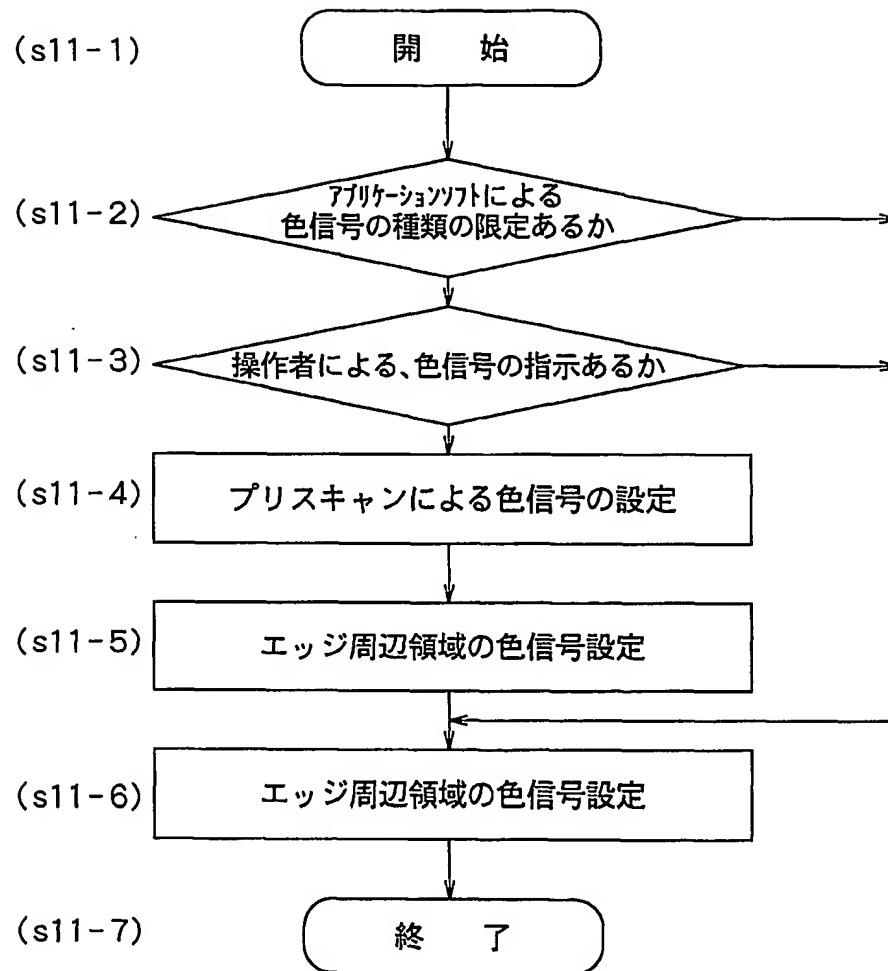 (s11-1)
開 始
(s11-2)
アプリケーションソフトによる
色信号の種類の限定あるか
(s11-3)
操作者による、色信号の指示あるか
(s11-4)
プリスキャンによる色信号の設定
(s11-5)
エッジ周辺領域の色信号設定
(s11-6)
エッジ周辺領域の色信号設定
(s11-7)
終 了